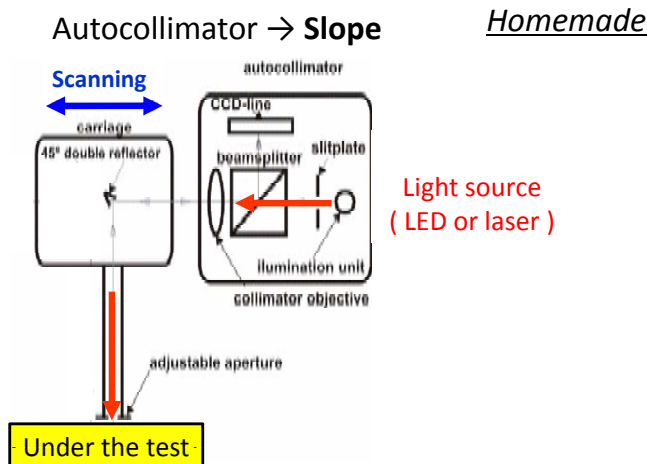 Autocollimator → Slope
Homemade
autocollimator
Scanning
CCD-line
carriage
slitplate
45° double reflector
beamsplitter
Light source
( LED or laser )
ilumination unit
collimator objective
adjustable aperture
Under the test